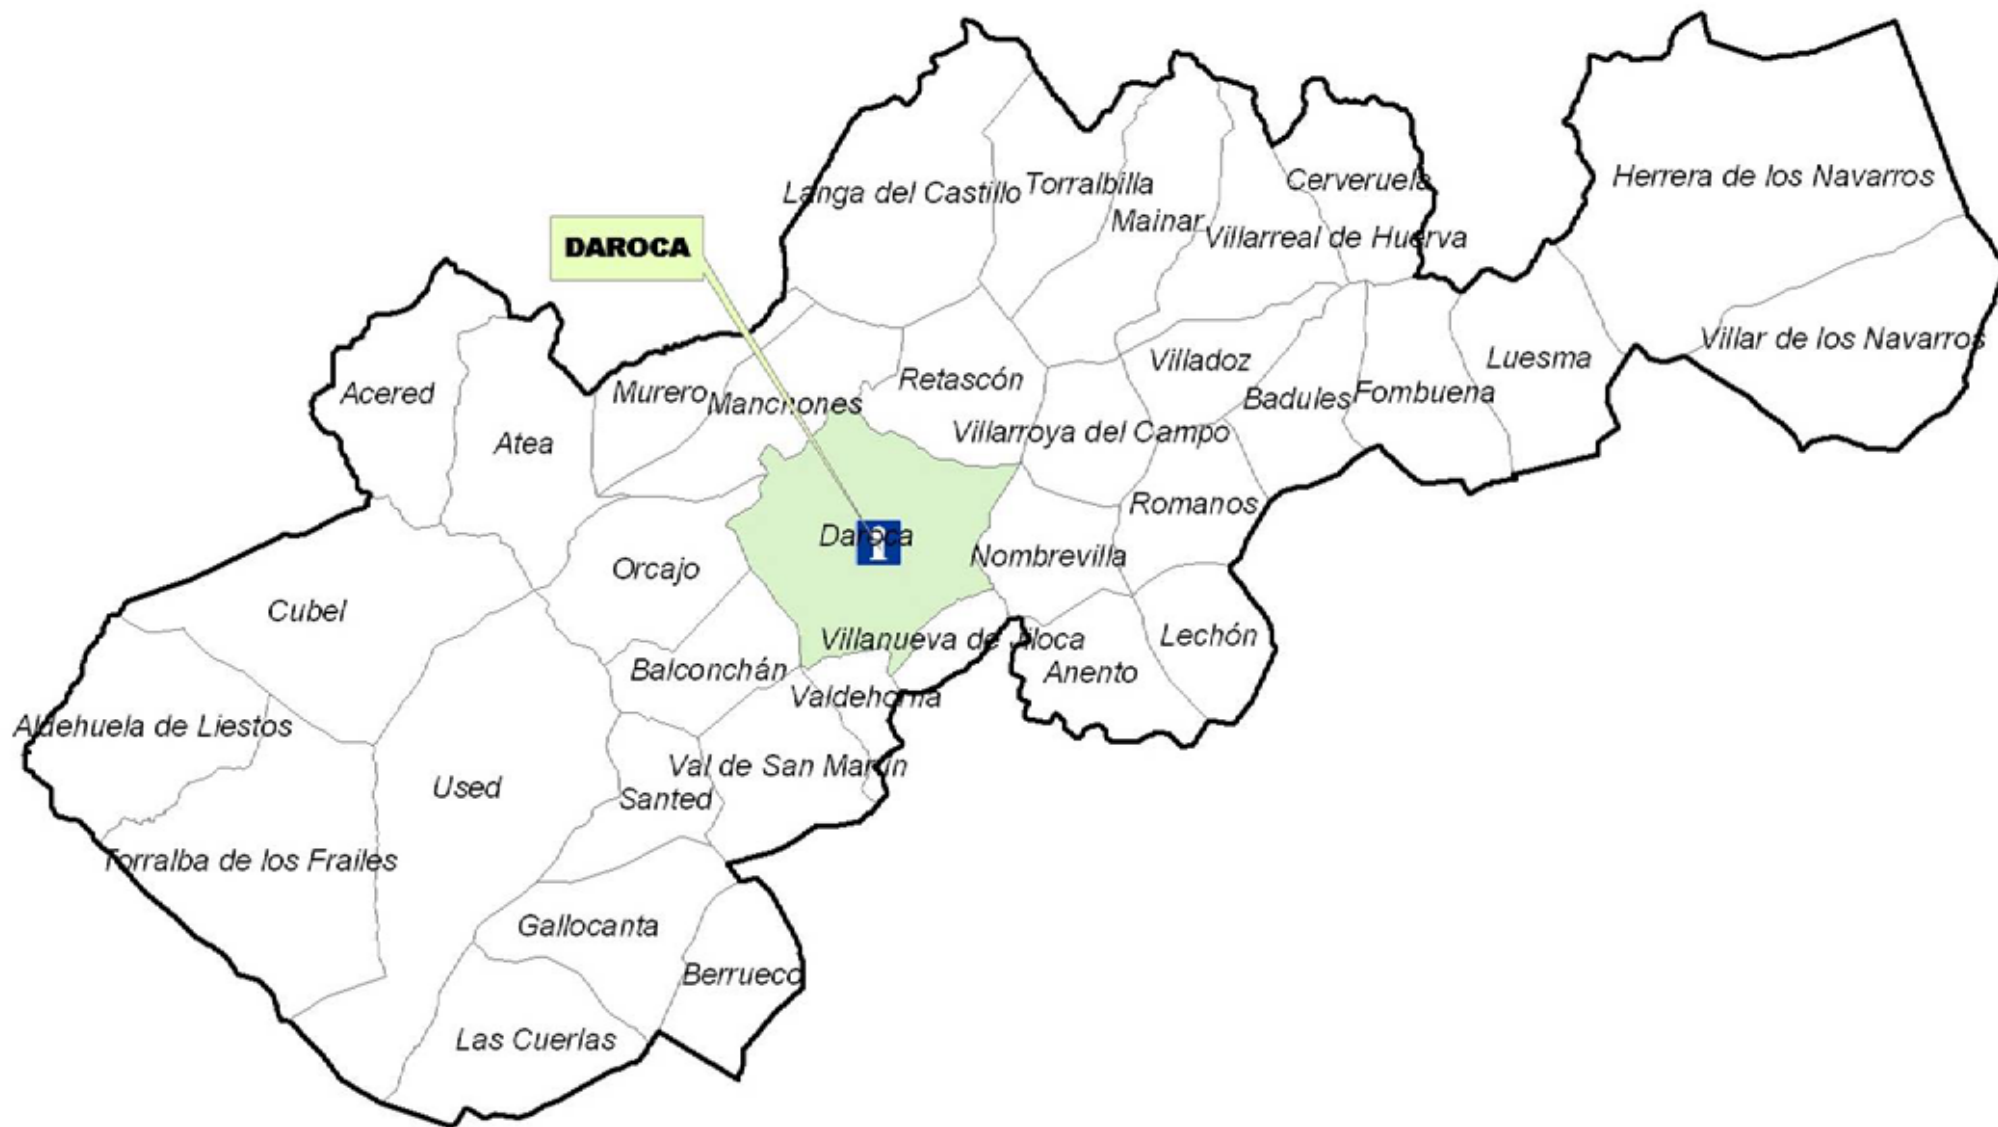 Langa del Castillo
Torralbilla
Cerveruela
Herrera de los Navarros
Mainar
Villarreal de Huerva
DAROCA
Villar de los Navarros
Luesma
Villadoz
Retascón
Acered
Murero
Manchones
Badules
Fombuena
Atea
Villarroya del Campo
Romanos
Daroca
i
Nombrevilla
Orcajo
Cubel
Villanueva de Jiloca
Lechón
Balconchán
Anento
Valdehorna
Aldehuela de Liestos
Val de San Martín
Used
Santed
Torralba de los Frailes
Gallocanta
Berrueco
Las Cuerlas